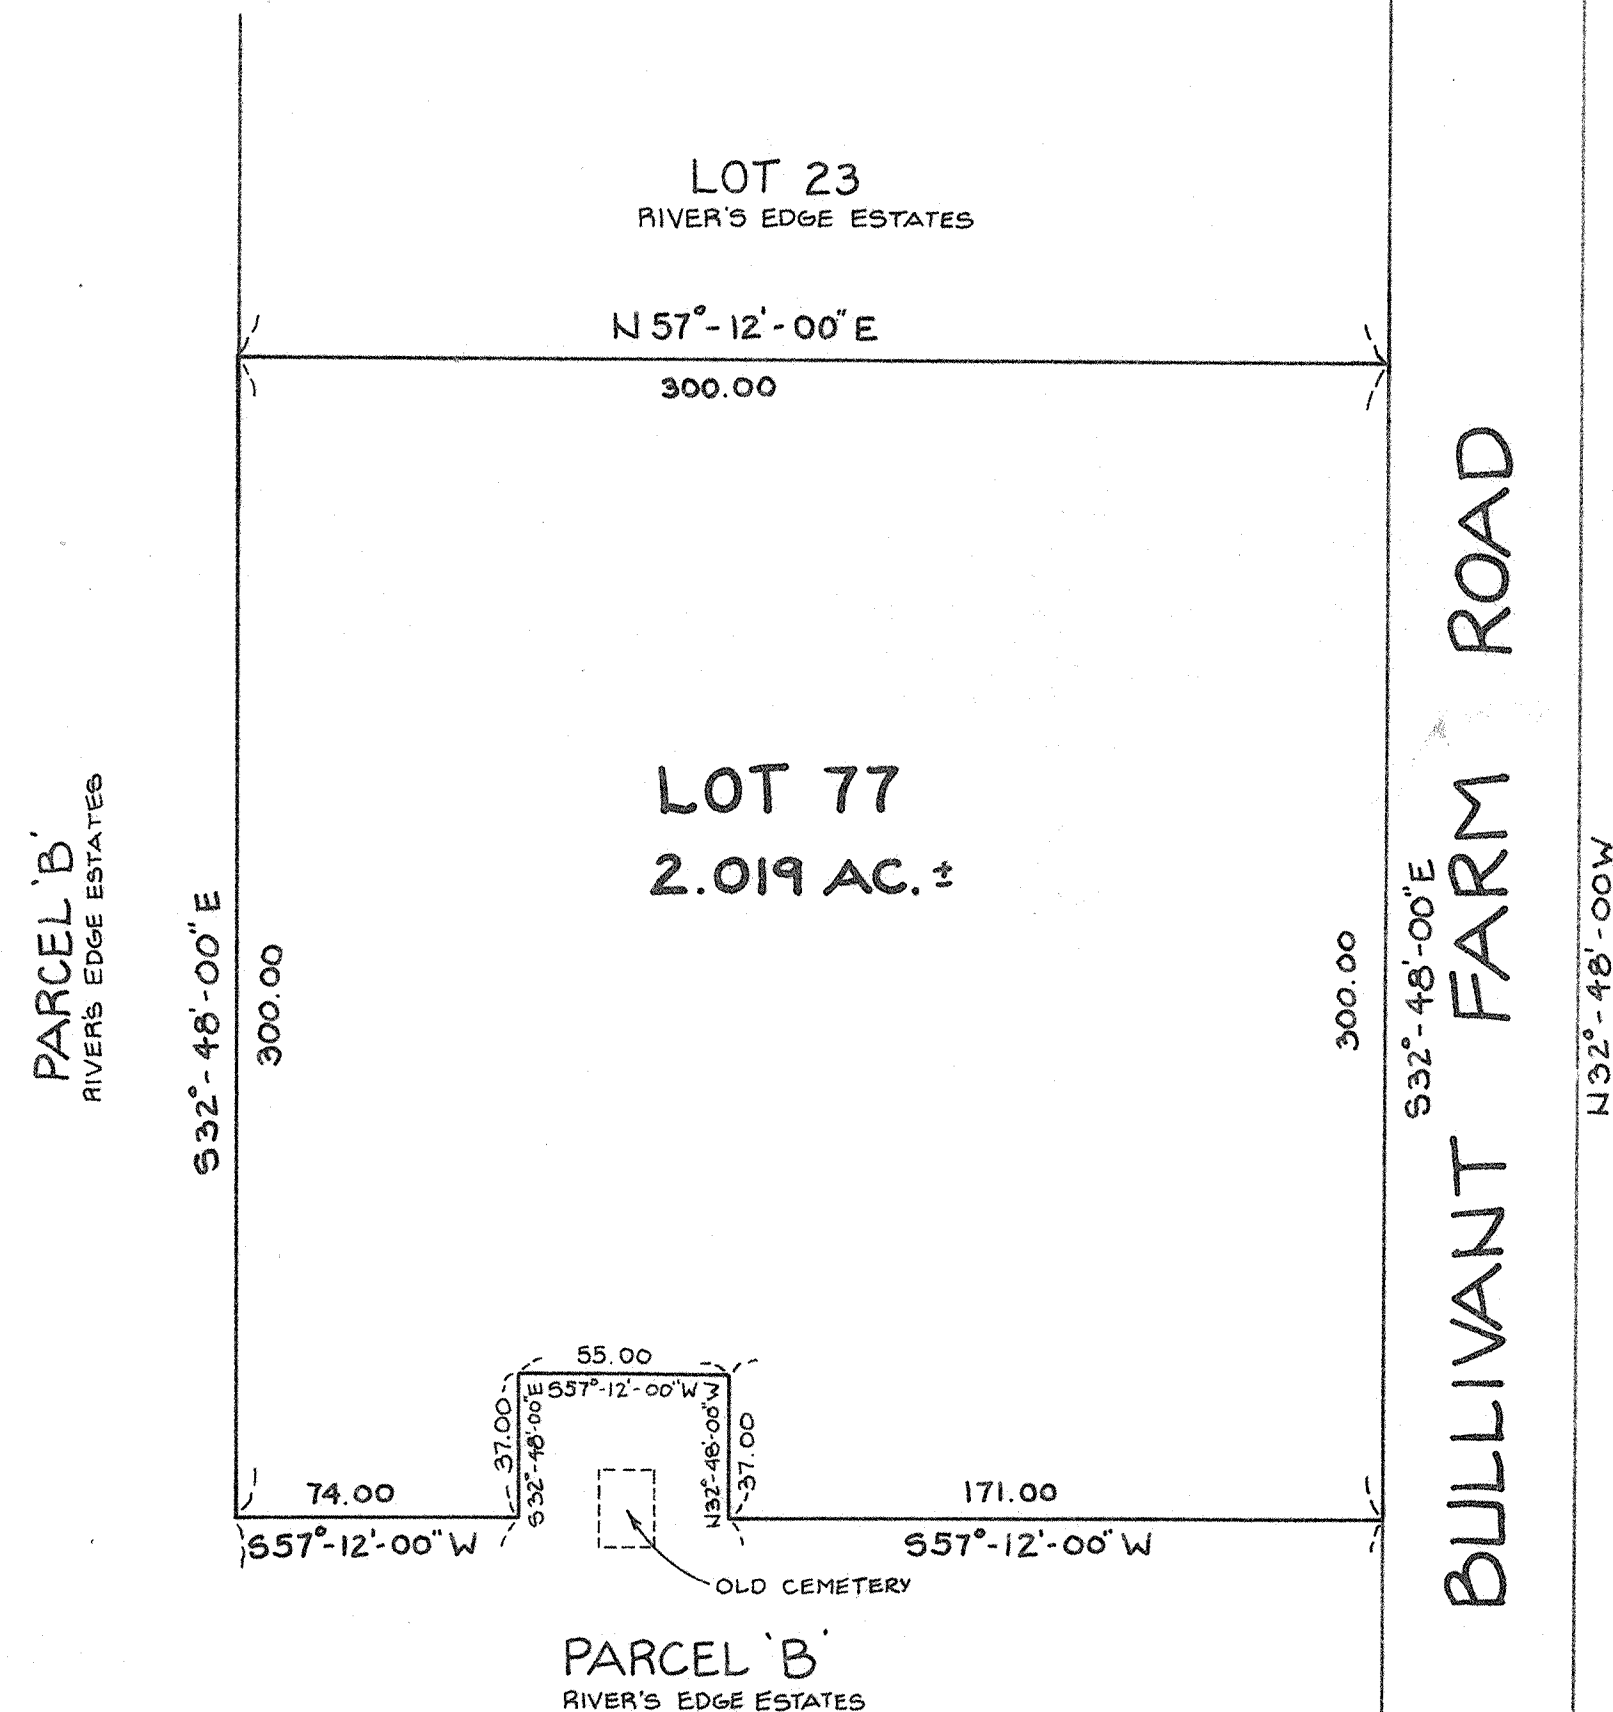 LOT 23
RIVER'S EDGE ESTATES
N 57°-12'-00" E
300.00
LOT 77
2.019 AC. ±
PARCEL 'B'
RIVER'S EDGE ESTATES
S 32°-48'-00" E
300.00
300.00
S32°-48'-00"E
BULLIVANT FARM ROAD
N32°-48'-00W
55.00
S57°-12'-00"W
37.00
S32°-48'-00"E
N32°-48'-00"W
37.00
74.00
S57°-12'-00" W
171.00
S57°-12'-00" W
OLD CEMETERY
PARCEL 'B'
RIVER'S EDGE ESTATES